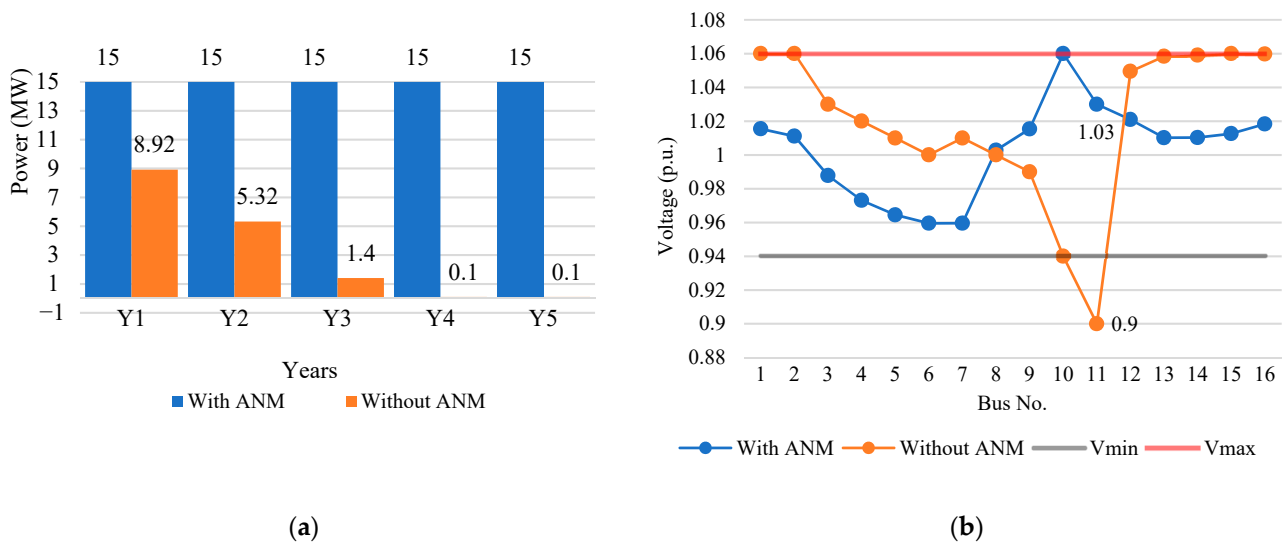 15 15 15 15 15
15
13
11
9
7
5
3
1
−1
Power (MW)
8.92
5.32
1.4
0.1
0.1
Y1 Y2 Y3 Y4 Y5
Years
With ANM Without ANM
(a)
1.08
1.06
1.04
1.02
1
0.98
0.96
0.94
0.92
0.9
0.88
Voltage (p.u.)
1.03
0.9
1 2 3 4 5 6 7 8 9 10 11 12 13 14 15 16
Bus No.
With ANM Without ANM Vmin Vmax
(b)